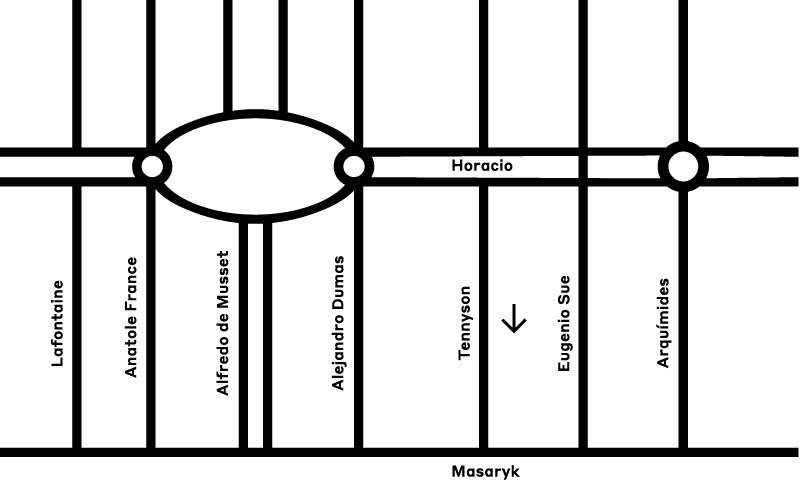 Horacio
Lafontaine
Anatole France
Alfredo de Musset
Alejandro Dumas
Tennyson
Eugenio Sue
Arquímides
Masaryk